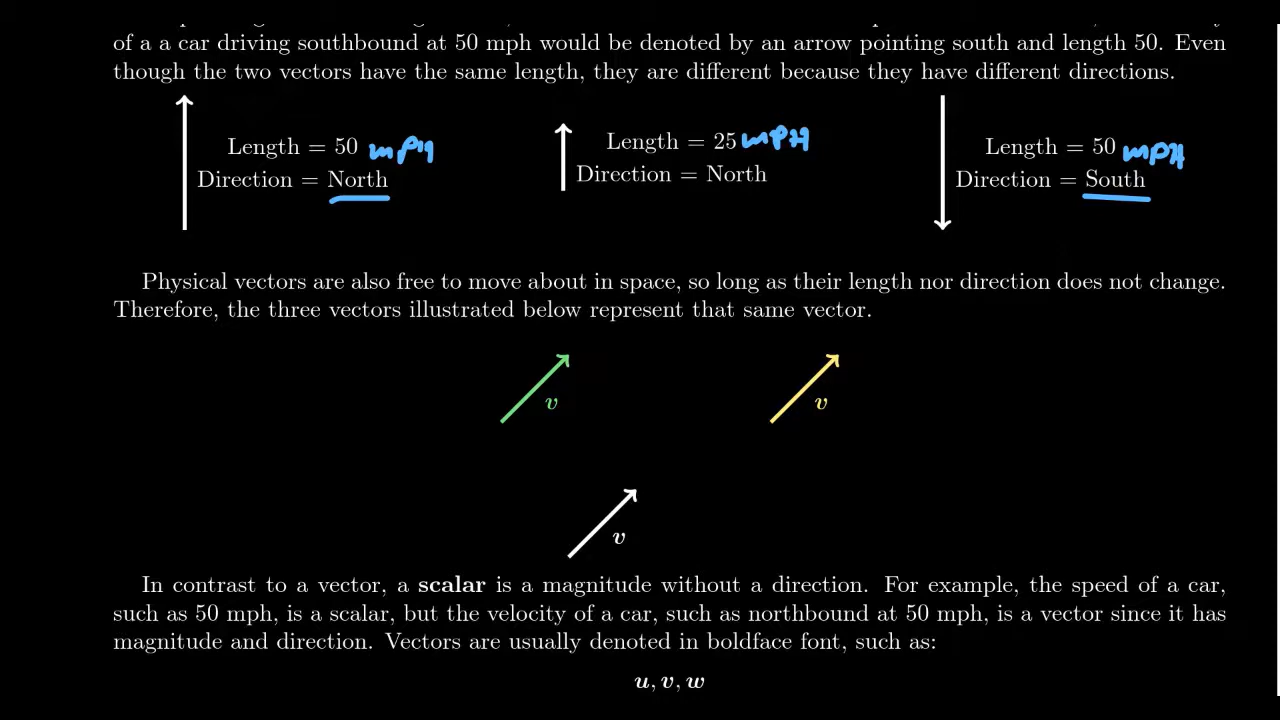 of a a car driving southbound at 50 mph would be denoted by an arrow pointing south and length 50. Even
though the two vectors have the same length, they are different because they have different directions.
Length = 50 mpH
Direction = North
Length = 25 mPH
Direction = North
Length = 50 mpH
Direction = South
Physical vectors are also free to move about in space, so long as their length nor direction does not change.
Therefore, the three vectors illustrated below represent that same vector.
v
v
v
In contrast to a vector, a scalar is a magnitude without a direction. For example, the speed of a car,
such as 50 mph, is a scalar, but the velocity of a car, such as northbound at 50 mph, is a vector since it has
magnitude and direction. Vectors are usually denoted in boldface font, such as:
u, v, w